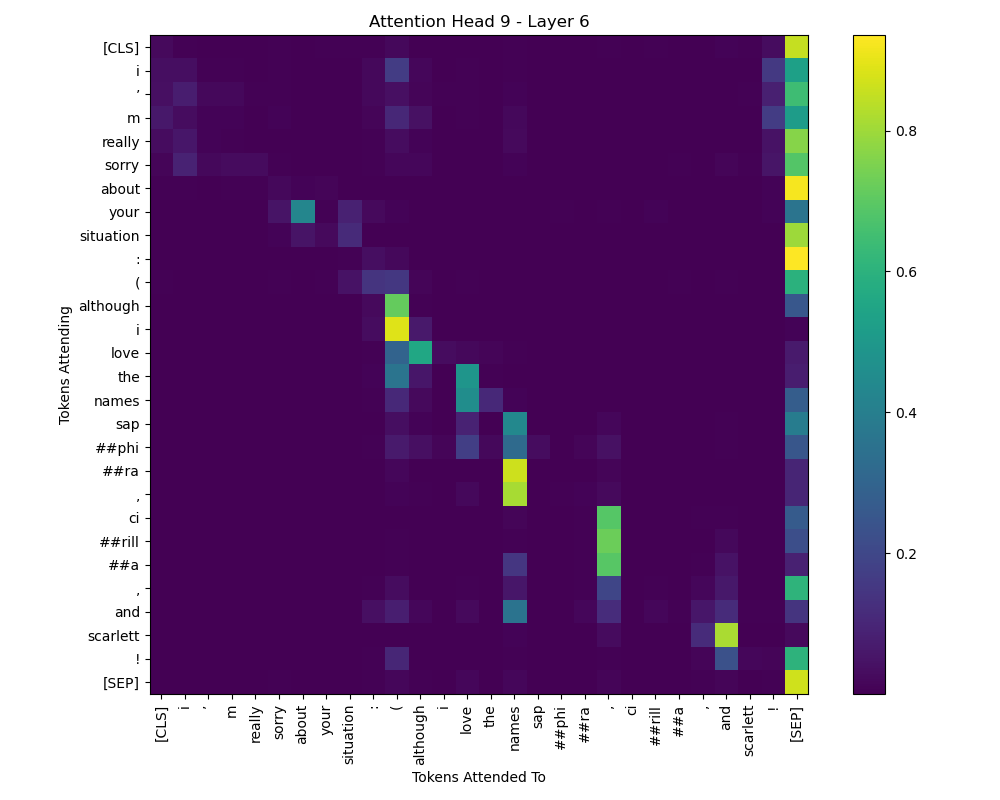 Attention Head 9 - Layer 6
Tokens Attending
[CLS]
i
’
m
really
sorry
about
your
situation
:
(
although
i
love
the
names
sap
##phi
##ra
,
ci
##rill
##a
,
and
scarlett
!
[SEP]
[CLS]
i
’
m
really
sorry
about
your
situation
:
(
although
i
love
the
names
sap
##phi
##ra
,
ci
##rill
##a
,
and
scarlett
!
[SEP]
Tokens Attended To
0.8
0.6
0.4
0.2